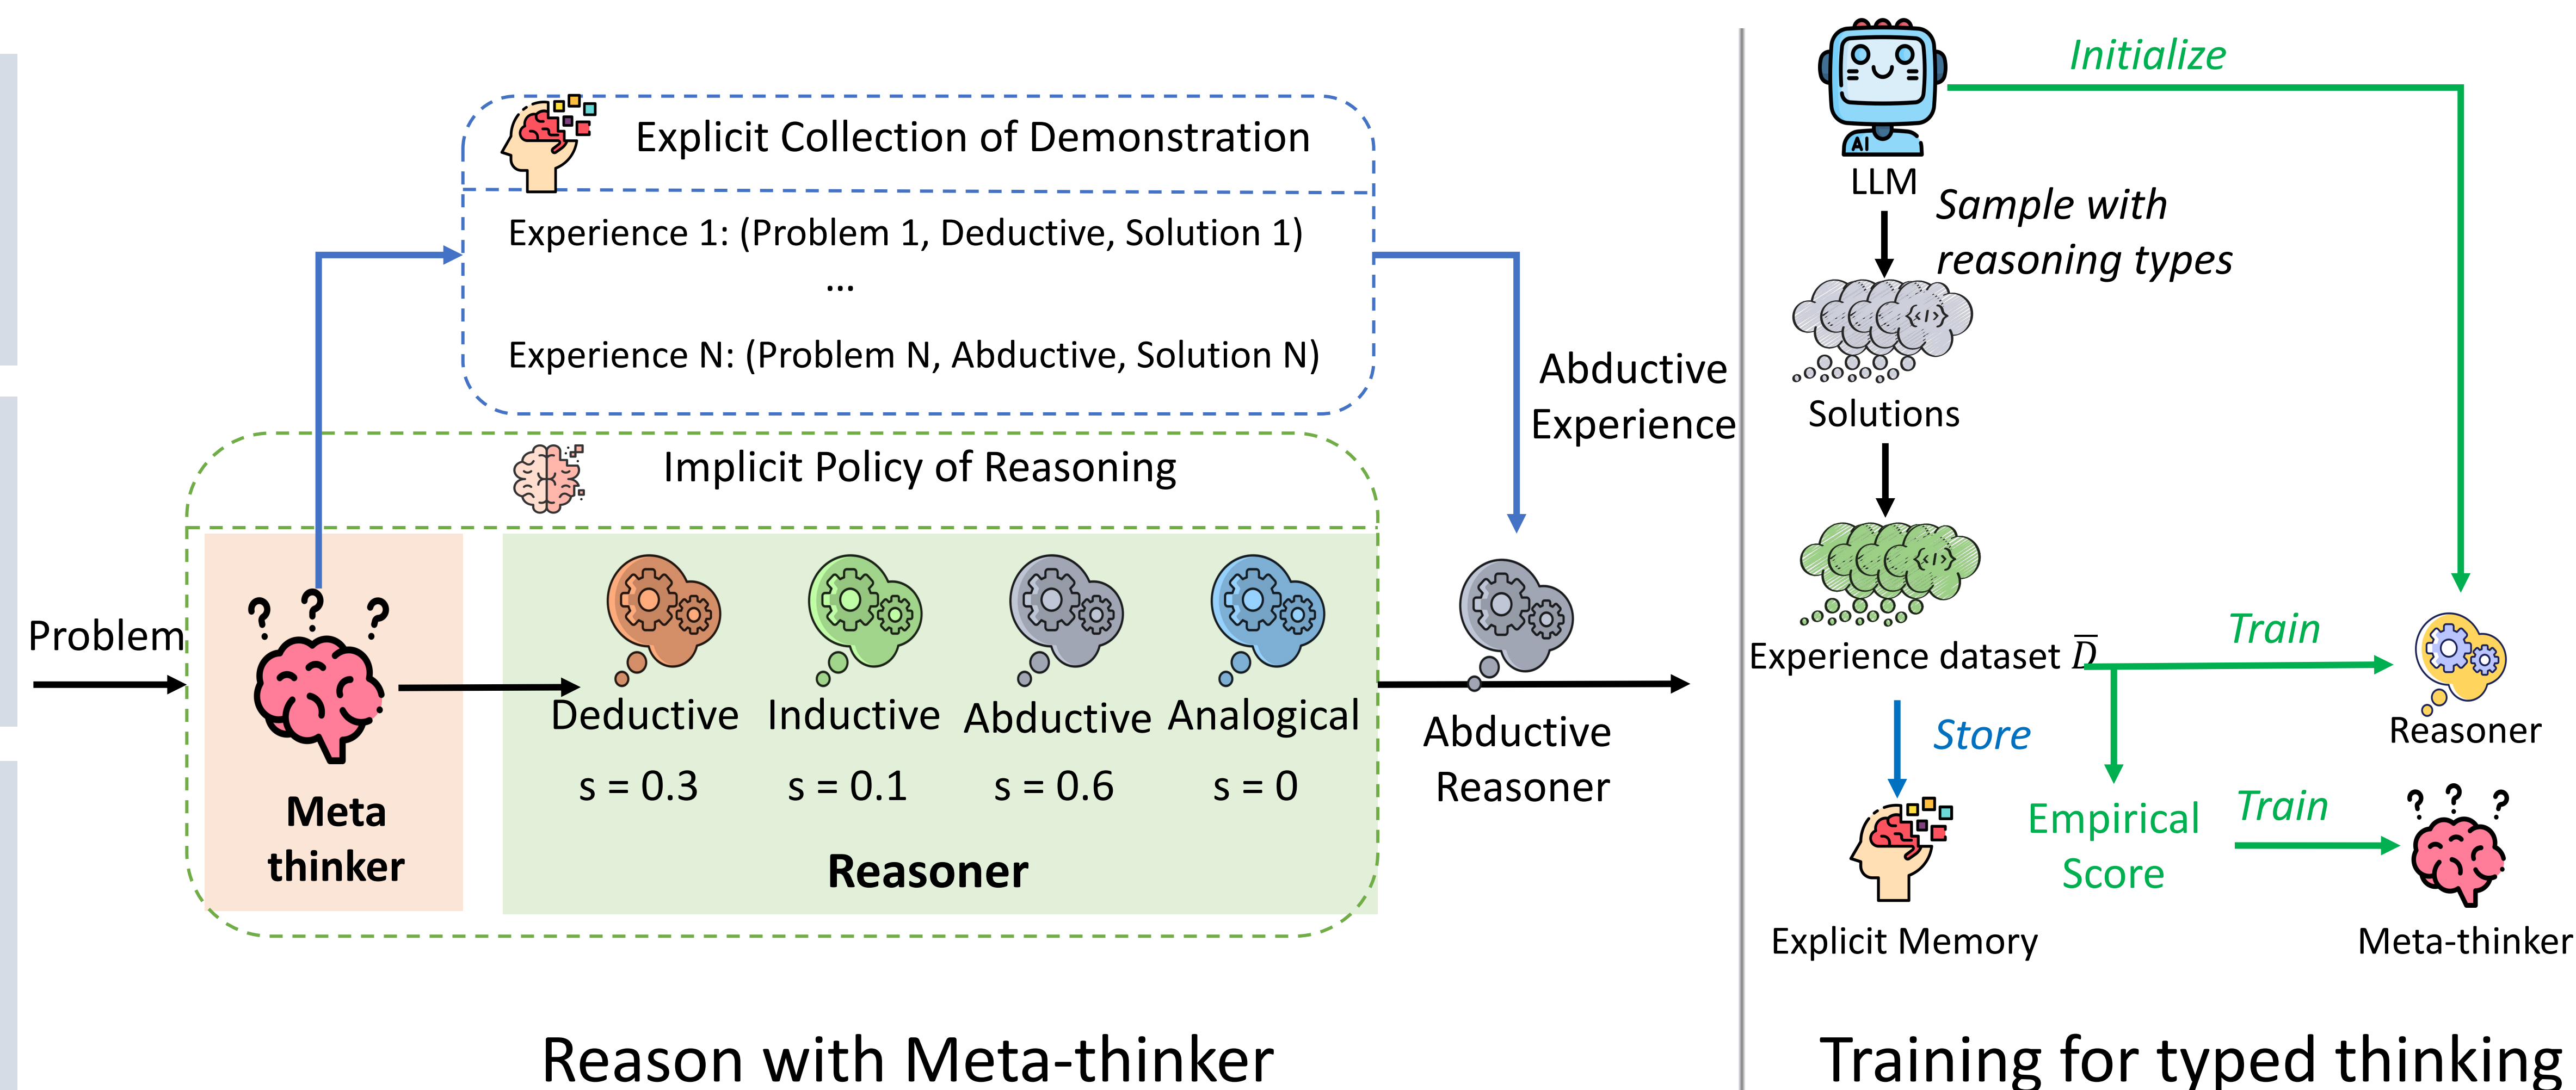 Explicit Collection of Demonstration
Experience 1: (Problem 1, Deductive, Solution 1)
...
Experience N: (Problem N, Abductive, Solution N)
Abductive
Experience
Implicit Policy of Reasoning
Problem
? ? ?
Meta
thinker
Deductive Inductive Abductive Analogical
s = 0.3 s = 0.1 s = 0.6 s = 0
Reasoner
Abductive
Reasoner
Reason with Meta-thinker
AI
LLM
Initialize
Sample with
reasoning types
{</>}
Solutions
{</>}
Experience dataset D̅
Train
Reasoner
Store
Empirical
Score
Train
? ? ?
Explicit Memory
Meta-thinker
Training for typed thinking